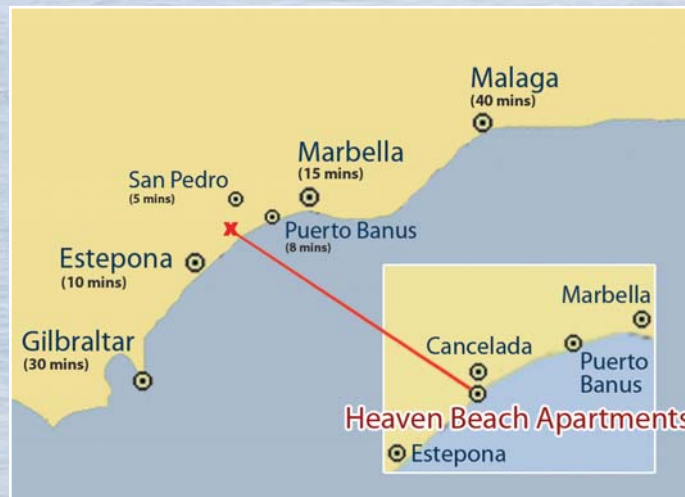 Malaga
(40 mins)
Marbella
(15 mins)
San Pedro
(5 mins)
Puerto Banus
(8 mins)
Estepona
(10 mins)
Gilbraltar
(30 mins)
Marbella
Cancelada
Puerto
Banus
Heaven Beach Apartments
Estepona